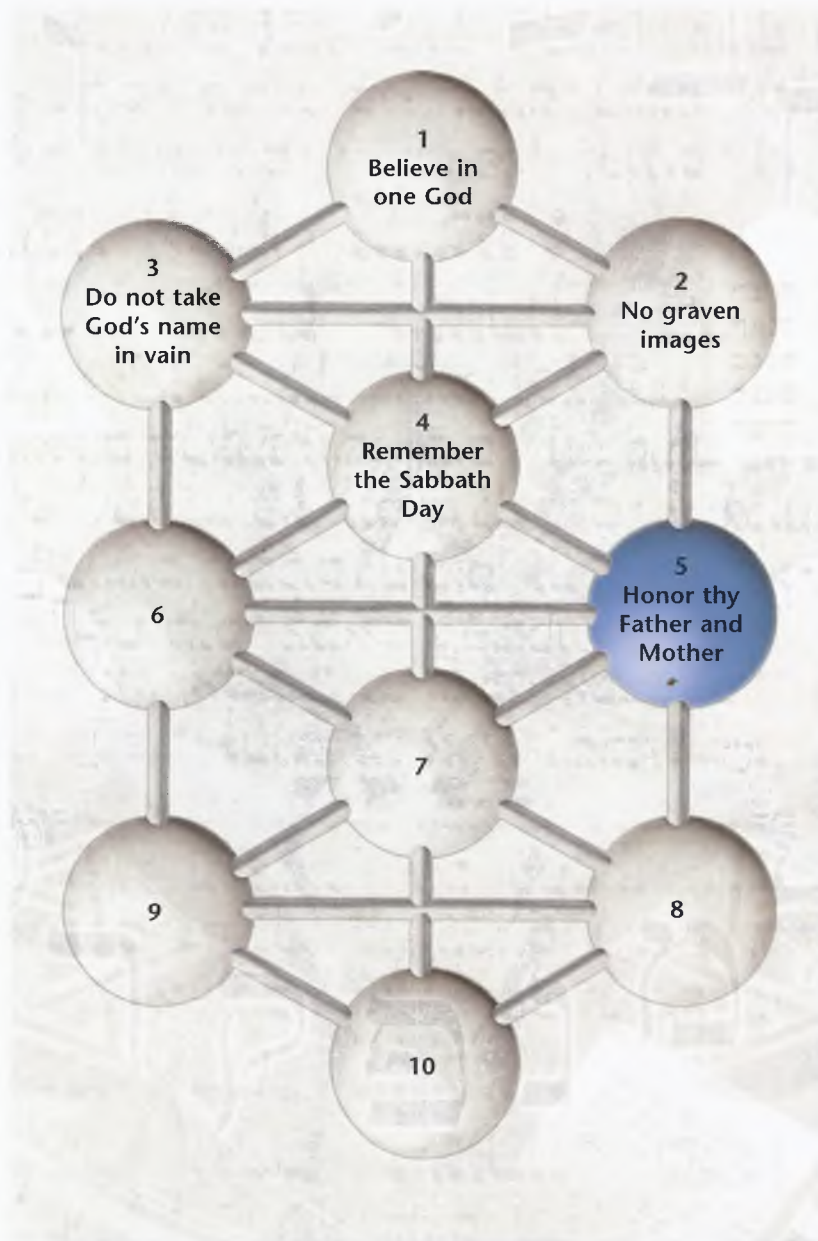 1
Believe in
one God
3
Do not take
God's name
in vain
2
No graven
images
4
Remember
the Sabbath
Day
5
Honor thy
Father and
Mother
6
7
9
8
10